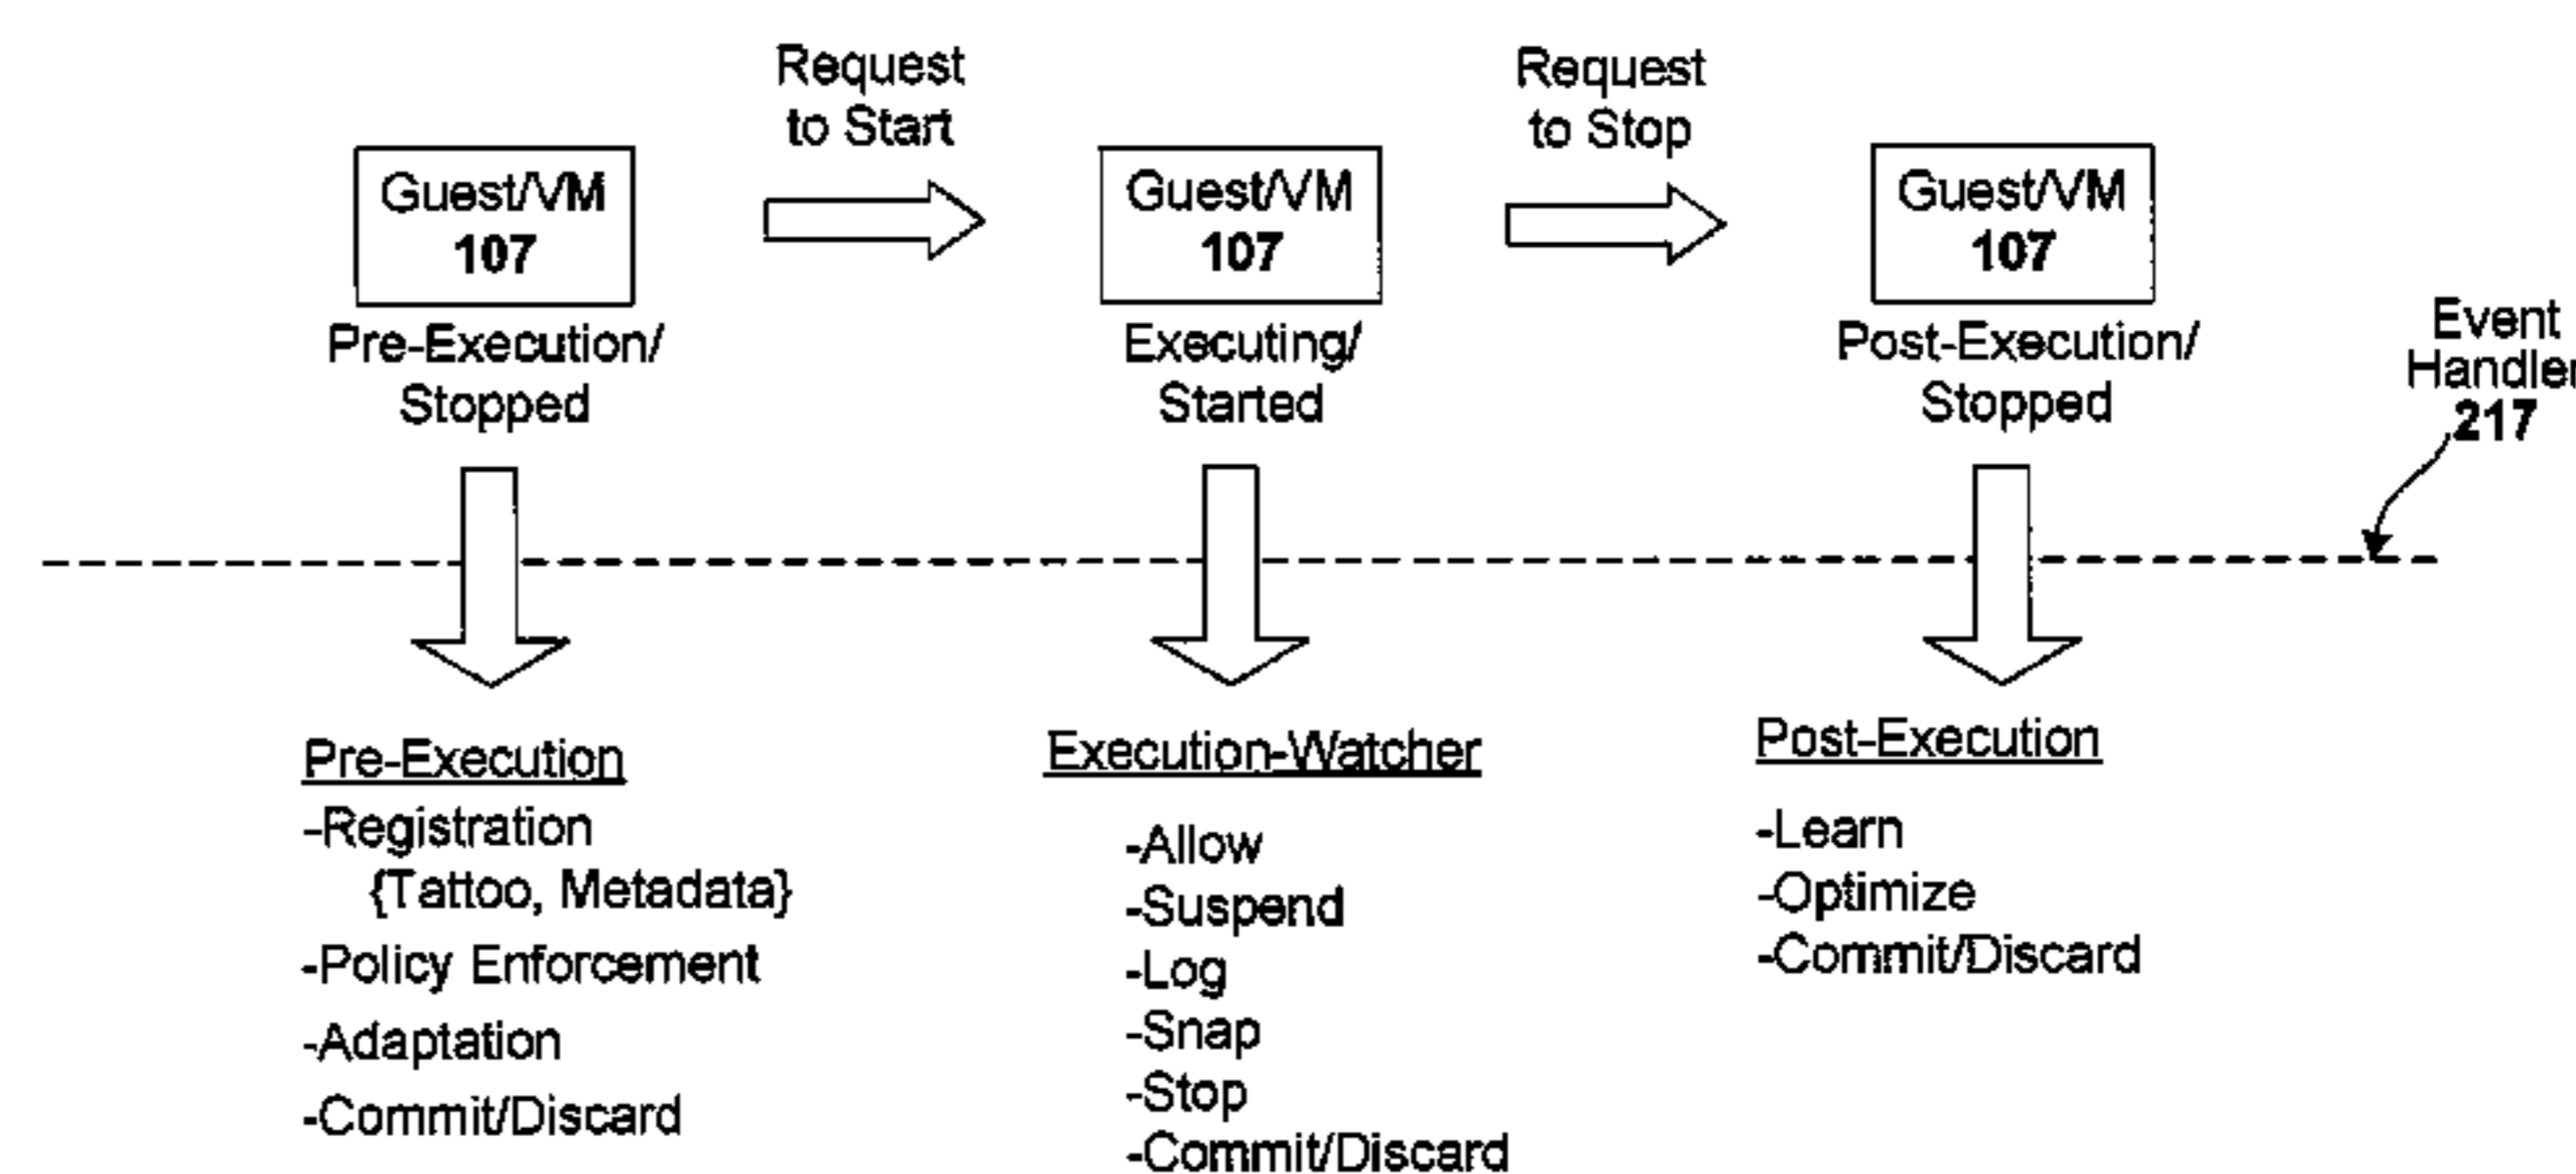 Request
to Start
Request
to Stop
Guest/VM
107
Guest/VM
107
Guest/VM
107
Pre-Execution/
Stopped
Executing/
Started
Post-Execution/
Stopped
Event
Handler
217
Pre-Execution
-Registration
{Tattoo, Metadata}
-Policy Enforcement
-Adaptation
-Commit/Discard
Execution-Watcher
-Allow
-Suspend
-Log
-Snap
-Stop
-Commit/Discard
Post-Execution
-Learn
-Optimize
-Commit/Discard